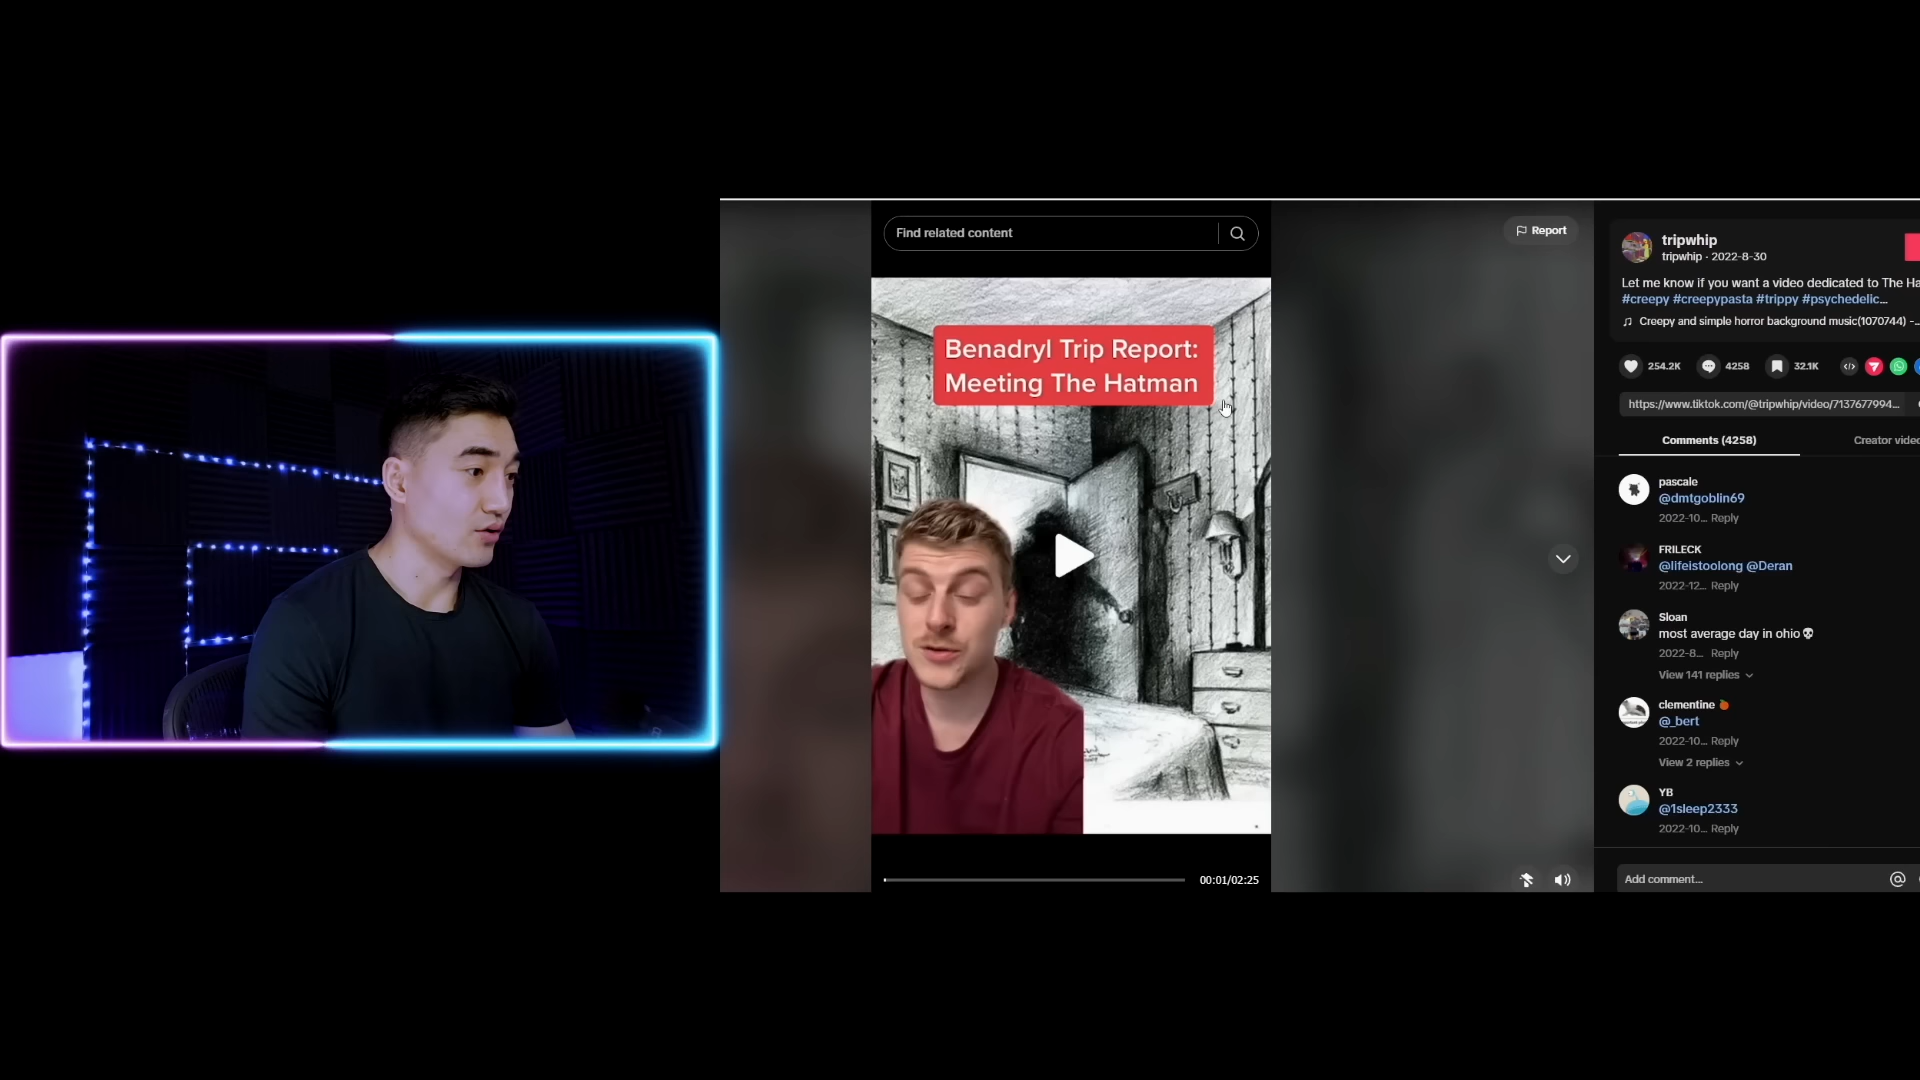 Find related content
Report
Benadryl Trip Report:
Meeting The Hatman
00:01/02:25
tripwhip
tripwhip · 2022-8-30
Let me know if you want a video dedicated to The Ha
#creepy #creepypasta #trippy #psychedelic...
Creepy and simple horror background music(1070744) -...
254.2K
4258
32.1K
https://www.tiktok.com/@tripwhip/video/7137677994...
Comments (4258)
Creator video
pascale
@dmtgoblin69
2022-10... Reply
FRILECK
@lifeistoolong @Deran
2022-12... Reply
Sloan
most average day in ohio💀
2022-8... Reply
View 141 replies
clementine 🍊
@_bert
2022-10... Reply
View 2 replies
YB
@1sleep2333
2022-10... Reply
Add comment...